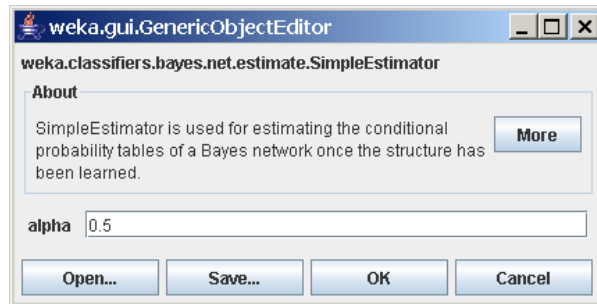 weka.gui.GenericObjectEditor
weka.classifiers.bayes.net.estimate.SimpleEstimator
About
SimpleEstimator is used for estimating the conditional
probability tables of a Bayes network once the structure has
been learned.
More
alpha 0.5
Open... Save... OK Cancel